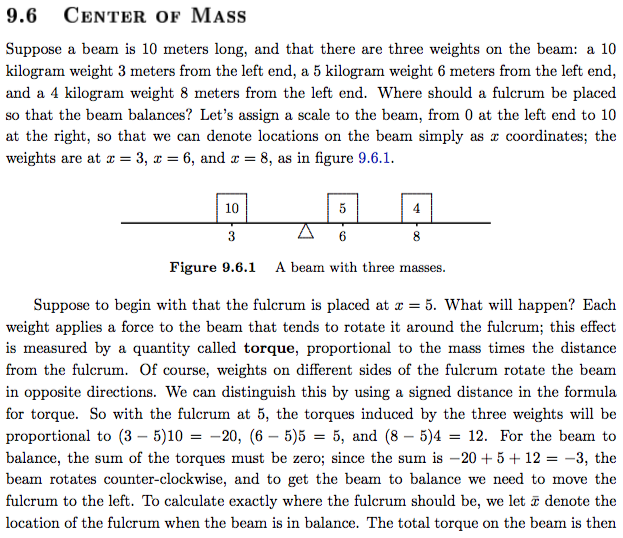 9.6 CENTER OF MASS
Suppose a beam is 10 meters long, and that there are three weights on the beam: a 10
kilogram weight 3 meters from the left end, a 5 kilogram weight 6 meters from the left end,
and a 4 kilogram weight 8 meters from the left end. Where should a fulcrum be placed
so that the beam balances? Let's assign a scale to the beam, from 0 at the left end to 10
at the right, so that we can denote locations on the beam simply as x coordinates; the
weights are at x = 3, x = 6, and x = 8, as in figure 9.6.1.
10 5 4
3 6 8
Figure 9.6.1 A beam with three masses.
Suppose to begin with that the fulcrum is placed at x = 5. What will happen? Each
weight applies a force to the beam that tends to rotate it around the fulcrum; this effect
is measured by a quantity called torque, proportional to the mass times the distance
from the fulcrum. Of course, weights on different sides of the fulcrum rotate the beam
in opposite directions. We can distinguish this by using a signed distance in the formula
for torque. So with the fulcrum at 5, the torques induced by the three weights will be
proportional to (3 − 5)10 = −20, (6 − 5)5 = 5, and (8 − 5)4 = 12. For the beam to
balance, the sum of the torques must be zero; since the sum is −20 + 5 + 12 = −3, the
beam rotates counter-clockwise, and to get the beam to balance we need to move the
fulcrum to the left. To calculate exactly where the fulcrum should be, we let x̄ denote the
location of the fulcrum when the beam is in balance. The total torque on the beam is then